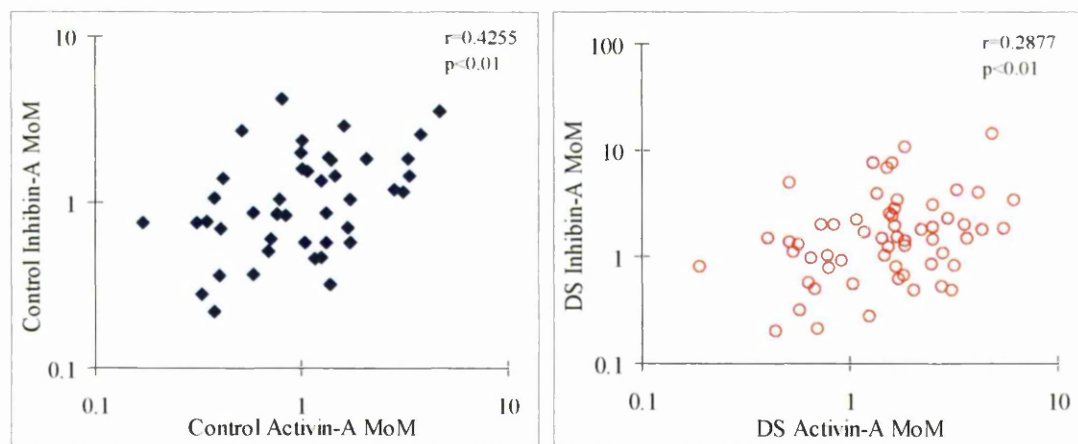 10
r=0.4255
p<0.01
Control Inhibin-A MoM
1
0.1
0.1
1
10
Control Activin-A MoM
100
r=0.2877
p<0.01
10
DS Inhibin-A MoM
1
0.1
0.1
1
10
DS Activin-A MoM